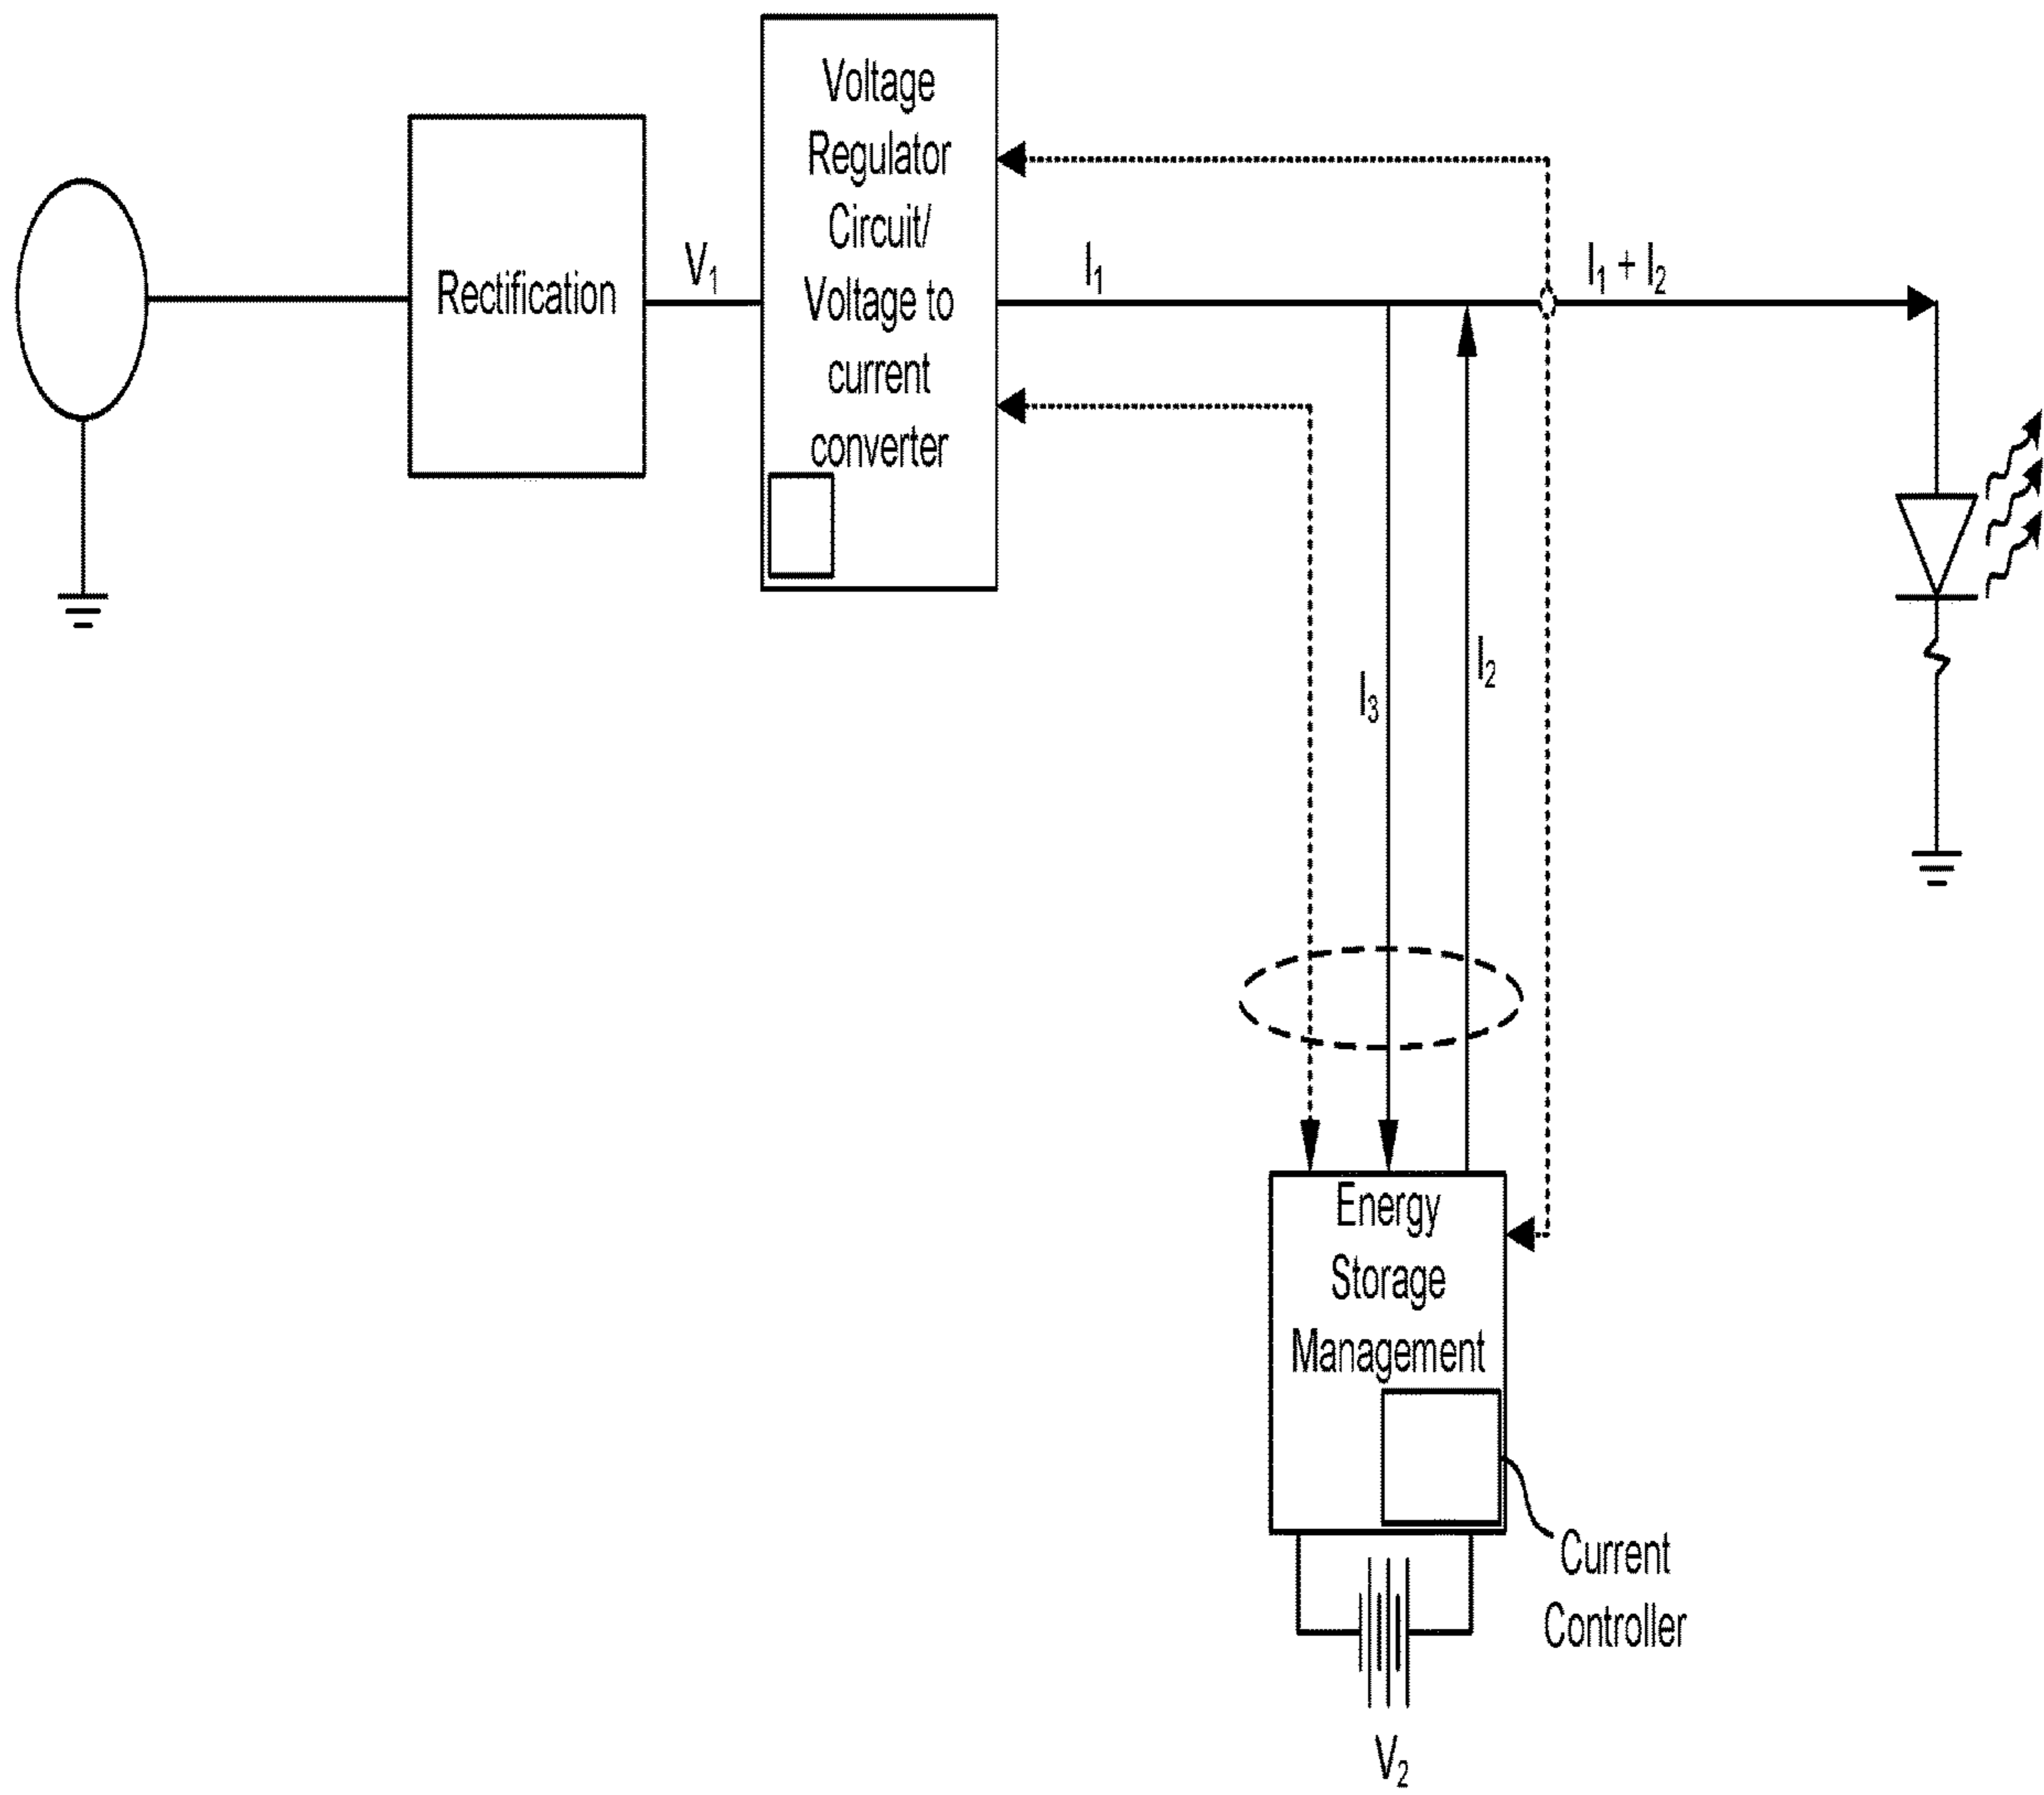 Voltage
Regulator
Circuit/
Voltage to
current
converter
Rectification
V₁
I₁
I₁ + I₂
I₃
I₂
Energy
Storage
Management
Current
Controller
V₂